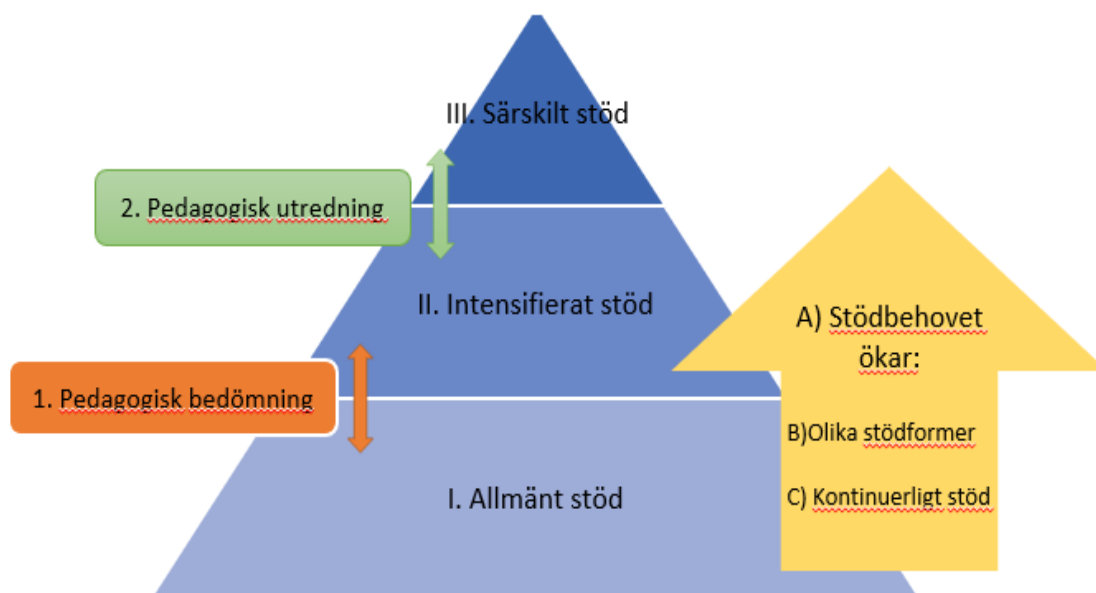 III. Särskilt stöd
2. Pedagogisk utredning
II. Intensifierat stöd
1. Pedagogisk bedömning
I. Allmänt stöd
A) Stödbehovet
ökar:
B)Olika stödformer
C) Kontinuerligt stöd